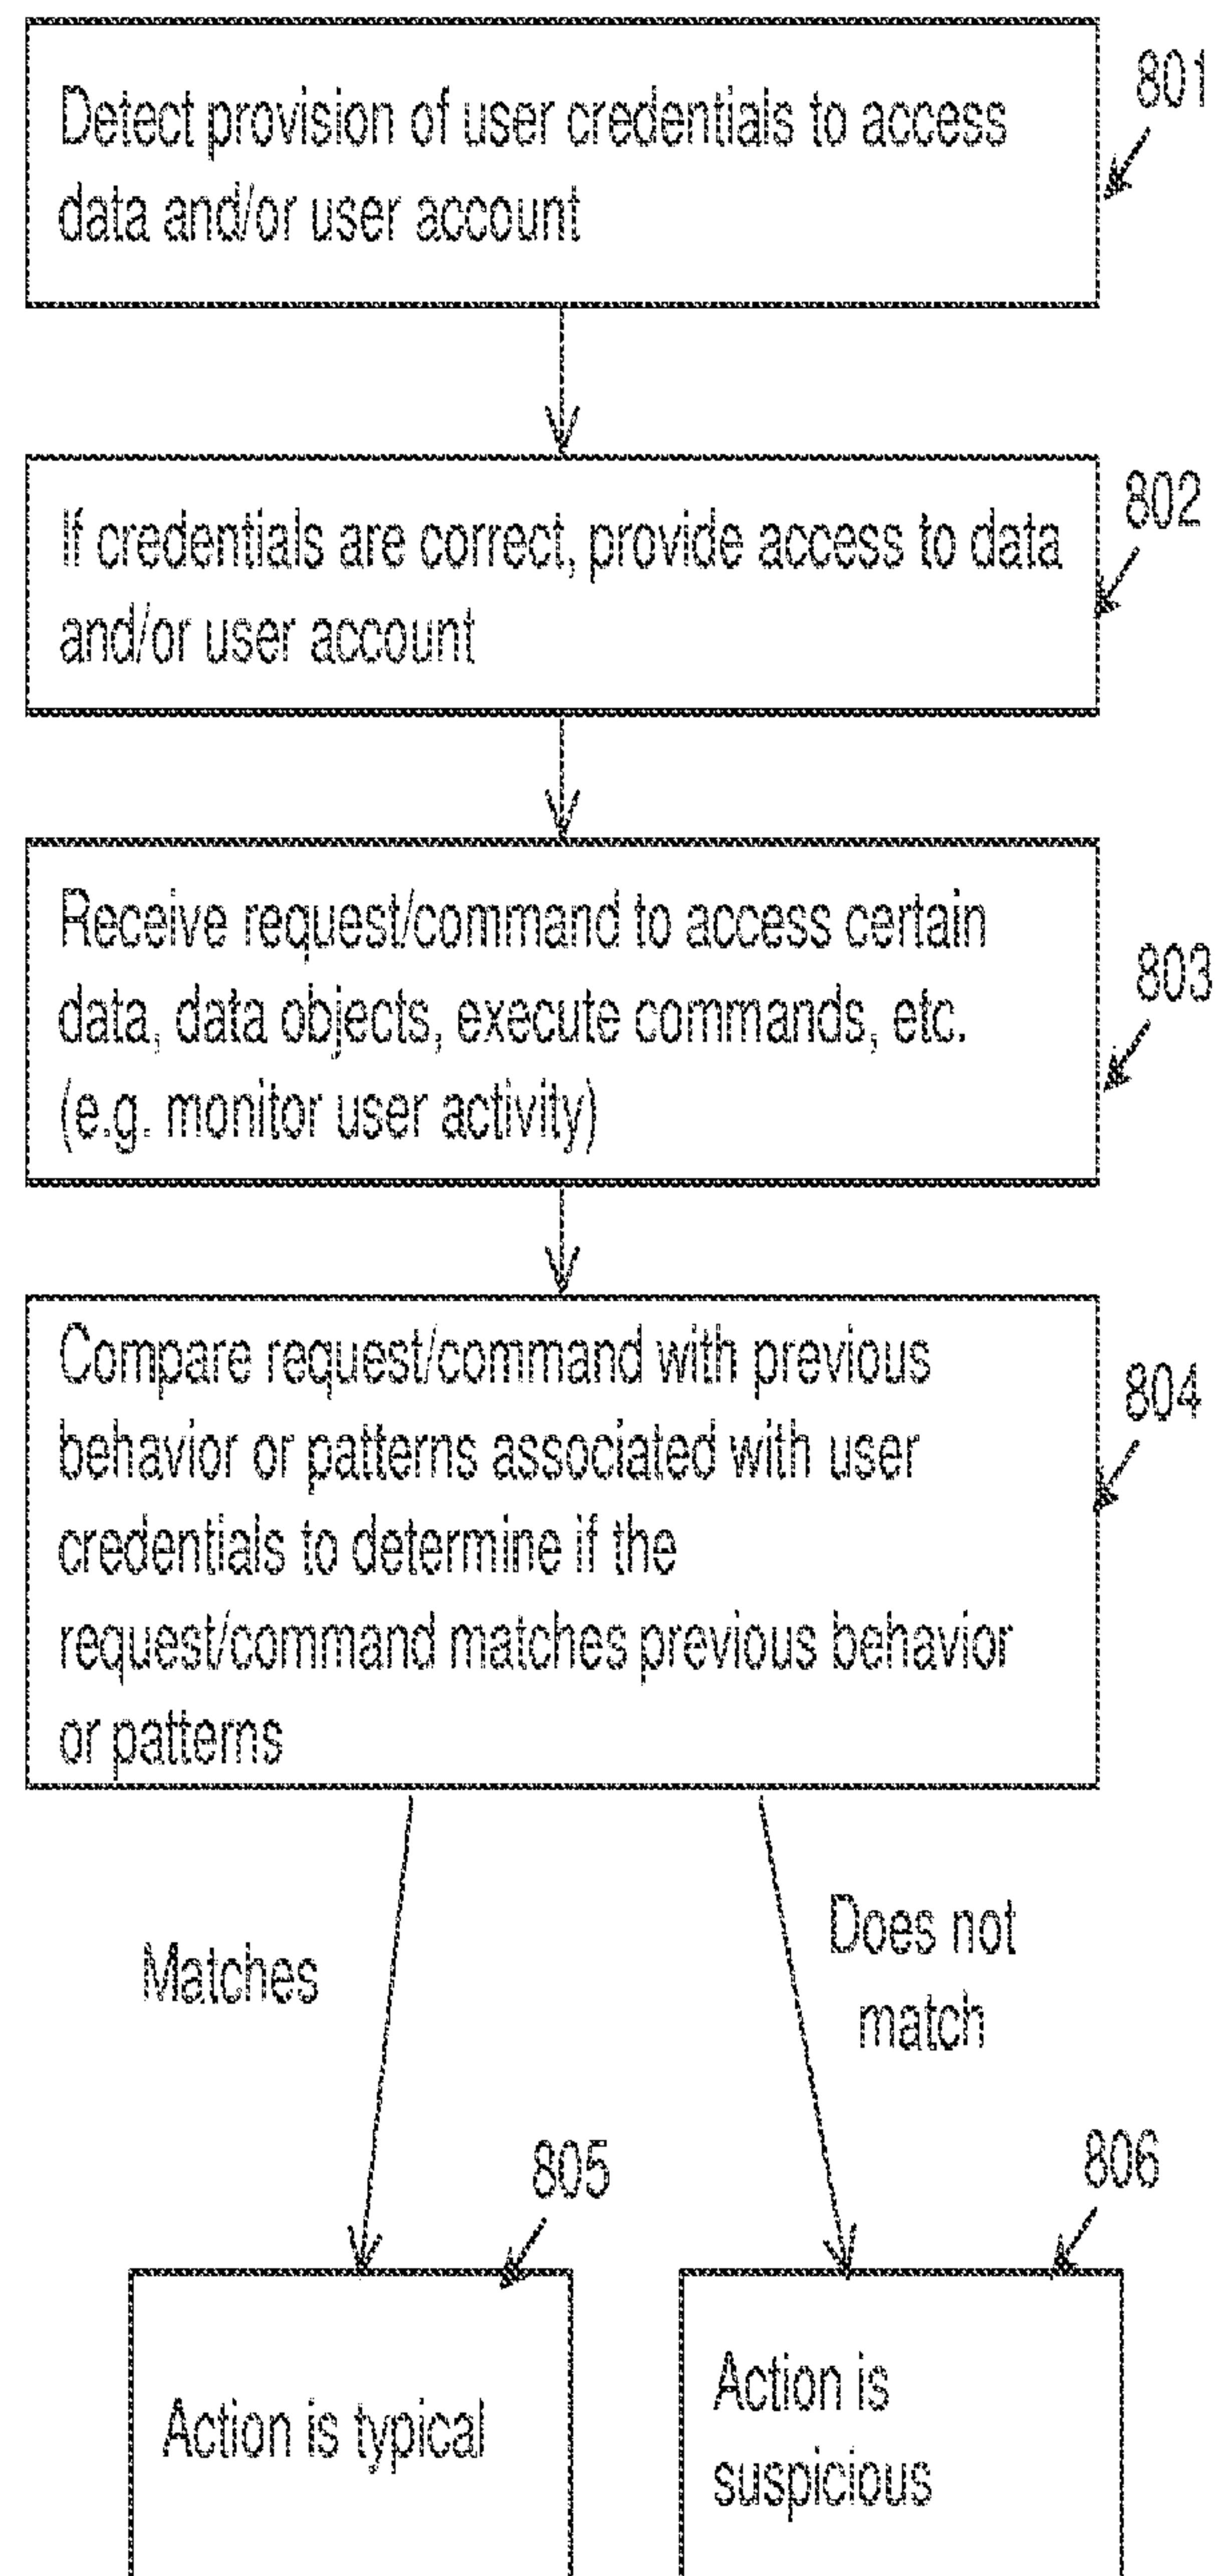 Detect provision of user credentials to access
data and/or user account
801
If credentials are correct, provide access to data
and/or user account
802
Receive request/command to access certain
data, data objects, execute commands, etc.
(e.g. monitor user activity)
803
Compare request/command with previous
behavior or patterns associated with user
credentials to determine if the
request/command matches previous behavior
or patterns
804
Matches
Does not
match
805
Action is typical
806
Action is
suspicious